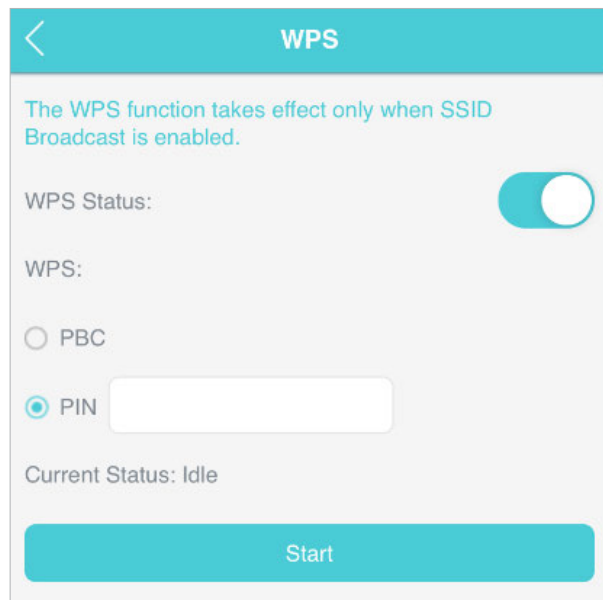 WPS
The WPS function takes effect only when SSID
Broadcast is enabled.
WPS Status:
WPS:
PBC
PIN
Current Status: Idle
Start